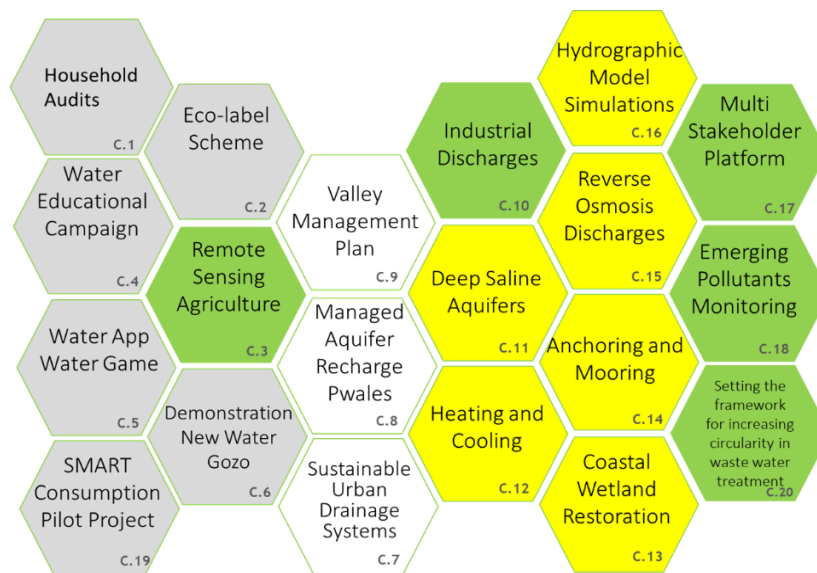 Household
Audits
C.1
Water
Educational
Campaign
C.4
Water App
Water Game
C.5
SMART
Consumption
Pilot Project
C.19
Eco-label
Scheme
C.2
Remote
Sensing
Agriculture
C.3
Demonstration
New Water
Gozo
C.6
Valley
Management
Plan
C.9
Managed
Aquifer
Recharge
Pwales
C.8
Sustainable
Urban
Drainage
Systems
C.7
Industrial
Discharges
C.10
Deep Saline
Aquifers
C.11
Heating and
Cooling
C.12
Hydrographic
Model
Simulations
C.16
Reverse
Osmosis
Discharges
C.15
Anchoring and
Mooring
C.14
Coastal
Wetland
Restoration
C.13
Multi
Stakeholder
Platform
C.17
Emerging
Pollutants
Monitoring
C.18
Setting the
framework
for increasing
circularity in
waste water
treatment
C.20